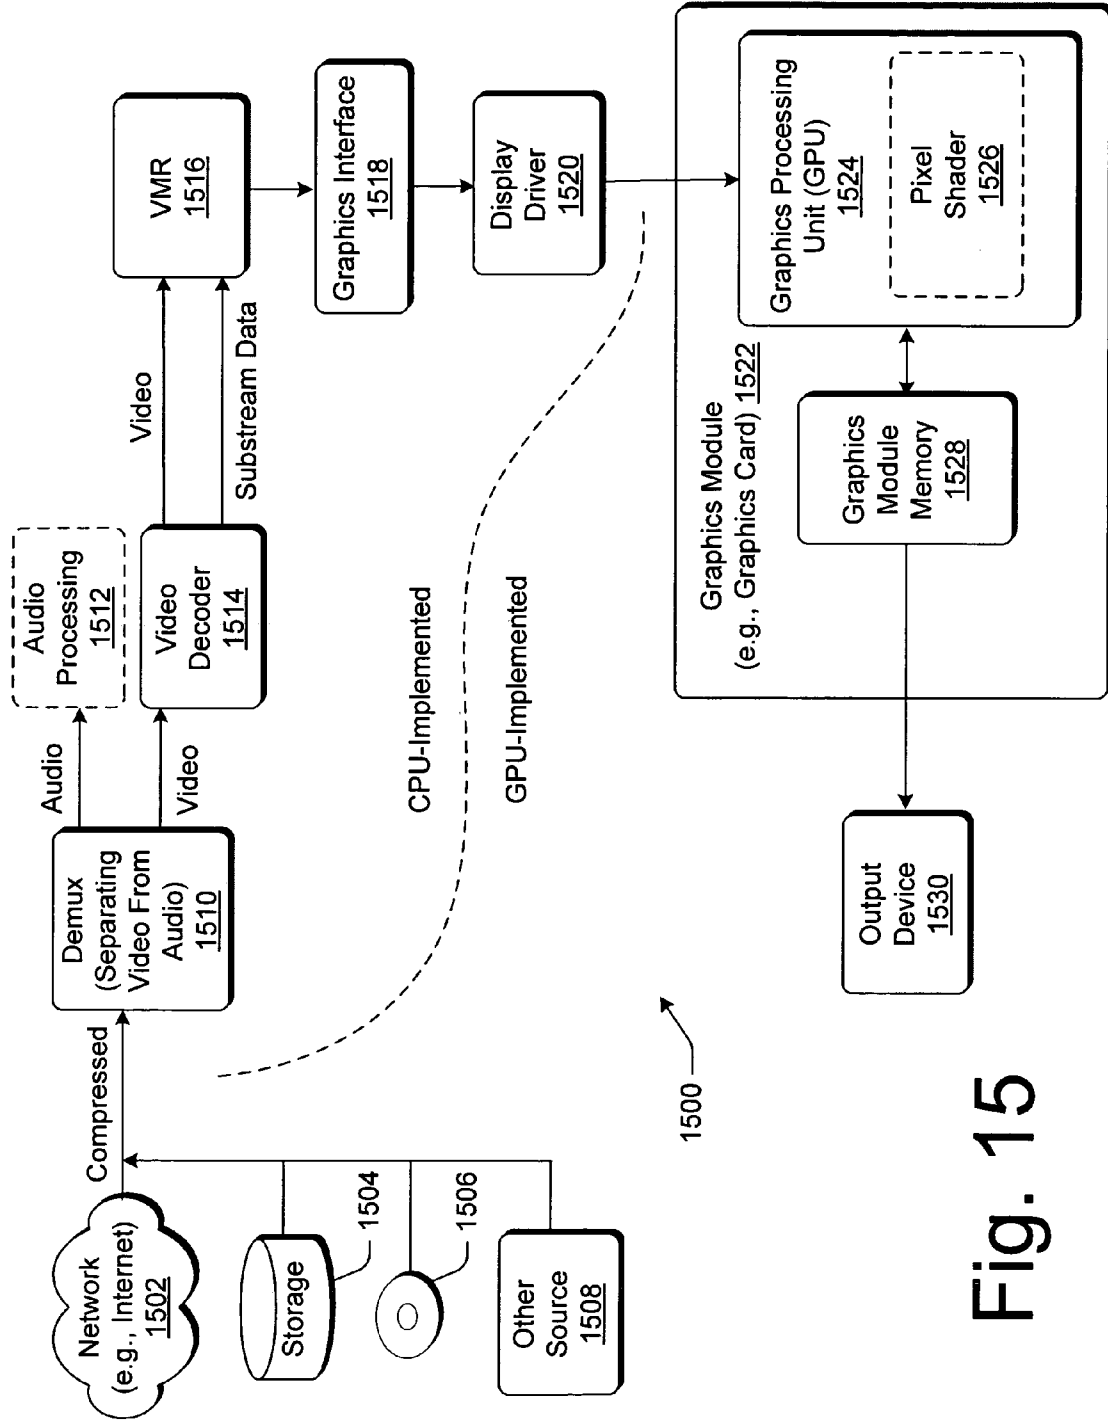 Network
(e.g., Internet)
1502
Storage
1504
1506
Other
Source
1508
Compressed
Demux
(Separating
Video From
Audio)
1510
Audio
Video
Audio
Processing
1512
Video
Decoder
1514
Video
Substream Data
VMR
1516
Graphics Interface
1518
Display
Driver
1520
CPU-Implemented
GPU-Implemented
Graphics Module
(e.g., Graphics Card) 1522
Graphics Processing
Unit (GPU)
1524
Pixel
Shader
1526
Graphics
Module
Memory
1528
Output
Device
1530
1500
Fig. 15